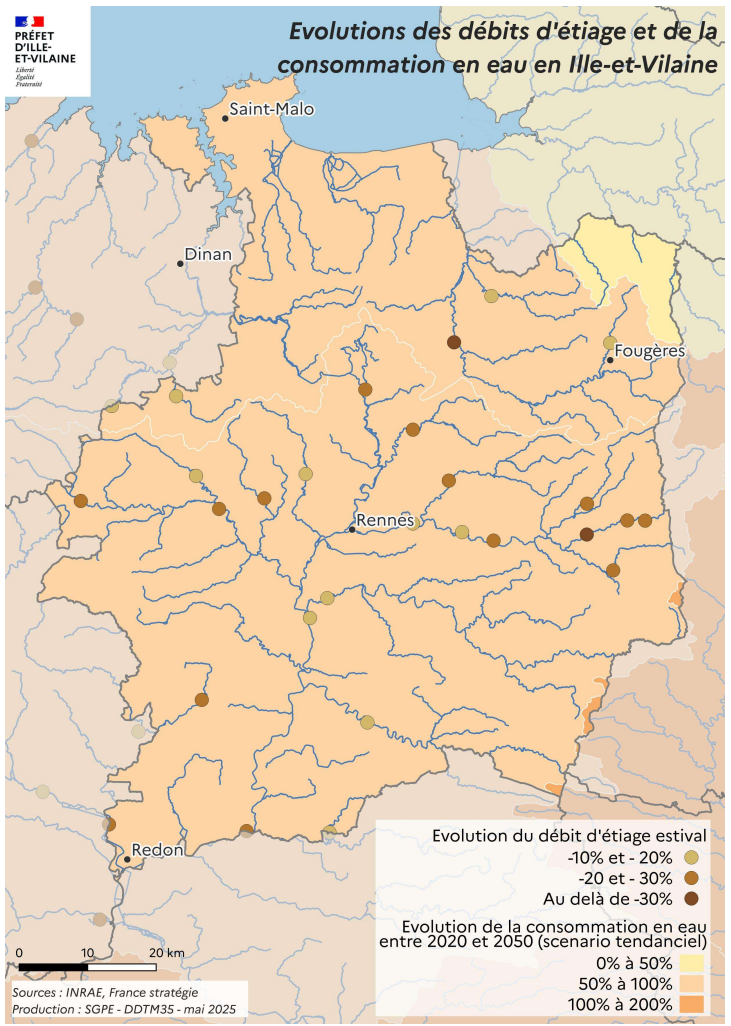 PRÉFET
D'ILLE-
ET-VILAINE
Liberté
Égalité
Fraternité
Evolutions des débits d'étiage et de la
consommation en eau en Ille-et-Vilaine
Saint-Malo
Dinan
Fougères
Rennes
Redon
Evolution du débit d'étiage estival
-10% et - 20%
-20 et - 30%
Au delà de -30%
Evolution de la consommation en eau
entre 2020 et 2050 (scenario tendanciel)
0% à 50%
50% à 100%
100% à 200%
0 10 20 km
Sources : INRAE, France stratégie
Production : SGPE - DDTM35 - mai 2025